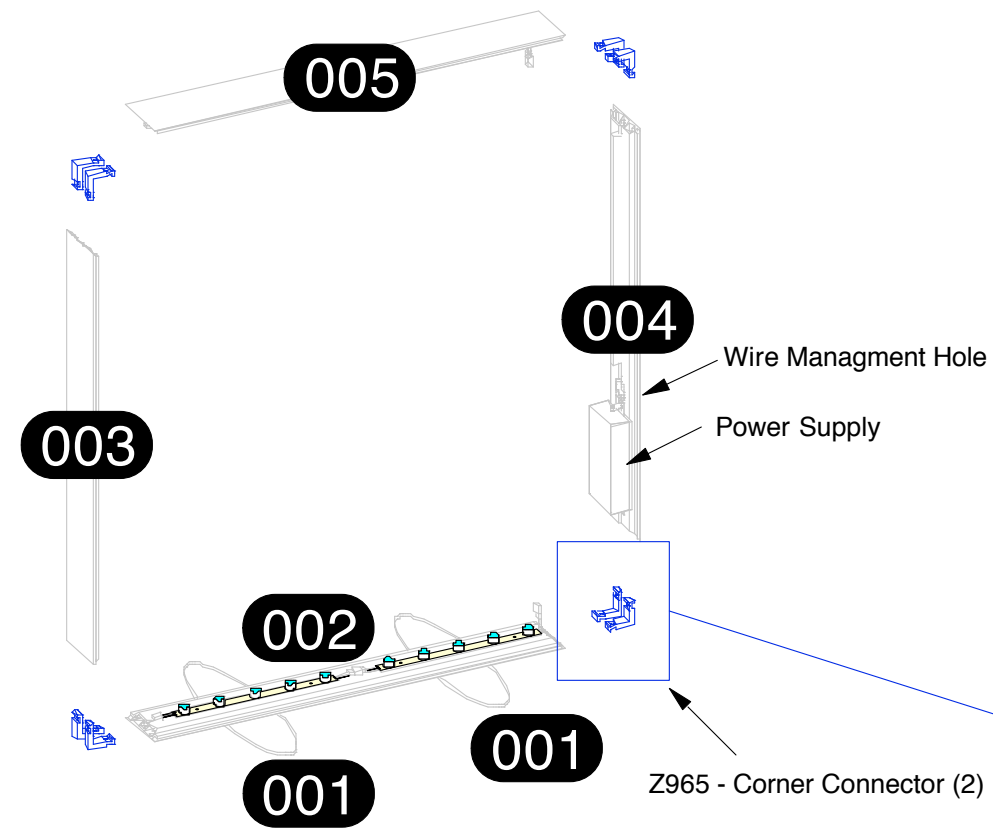 005
004
Wire Managment Hole
Power Supply
003
002
001
001
Z965 - Corner Connector (2)